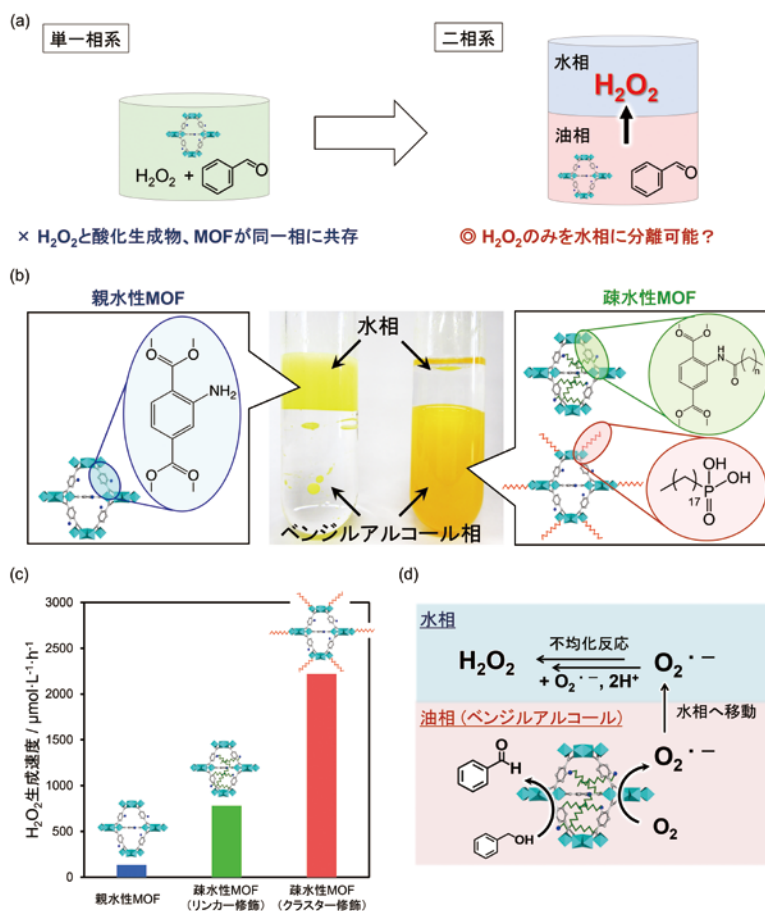 (a)
単一相系
二相系
水相
H₂O₂
油相
H₂O₂ +
O
O
× H₂O₂と酸化生成物、MOFが同一相に共存
◎ H₂O₂のみを水相に分離可能?
(b)
親水性MOF
疎水性MOF
水相
ベンジルアルコール相
O
O
NH₂
O
O
O
O
H
N
O
n
O
O
OH
P
OH
17
O
(c)
H₂O₂生成速度 / μmol·L⁻¹·h⁻¹
3000
2500
2000
1500
1000
500
0
親水性MOF
疎水性MOF
(リンカー修飾)
疎水性MOF
(クラスター修飾)
(d)
水相
不均化反応
H₂O₂
O₂·−
+ O₂·−, 2H⁺
油相 (ベンジルアルコール)
水相へ移動
O
H
O₂·−
OH
O₂